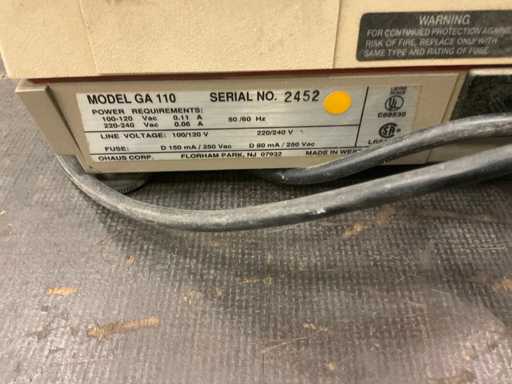 WARNING
FOR CONTINUED PROTECTION AGAINST
RISK OF FIRE, REPLACE ONLY WITH
SAME TYPE AND RATING OF FUSE.
MODEL GA 110 SERIAL NO. 2452
POWER REQUIREMENTS:
100-120 Vac 0.11 A 50/60 Hz
220-240 Vac 0.06 A
LINE VOLTAGE: 100/120 V 220/240 V
FUSE: D 150 mA / 250 Vac D 80 mA / 250 Vac
OHAUS CORP. FLORHAM PARK, NJ 07932 MADE IN
UL